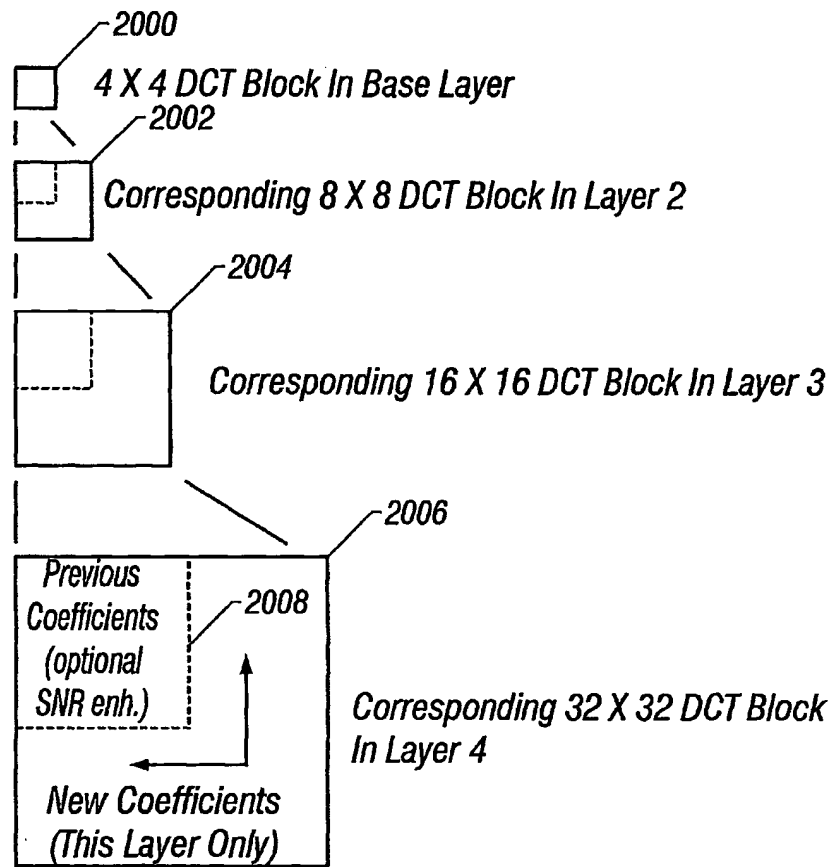 2000
4 X 4 DCT Block In Base Layer
2002
Corresponding 8 X 8 DCT Block In Layer 2
2004
Corresponding 16 X 16 DCT Block In Layer 3
2006
Previous
Coefficients
(optional
SNR enh.)
2008
Corresponding 32 X 32 DCT Block
In Layer 4
New Coefficients
(This Layer Only)